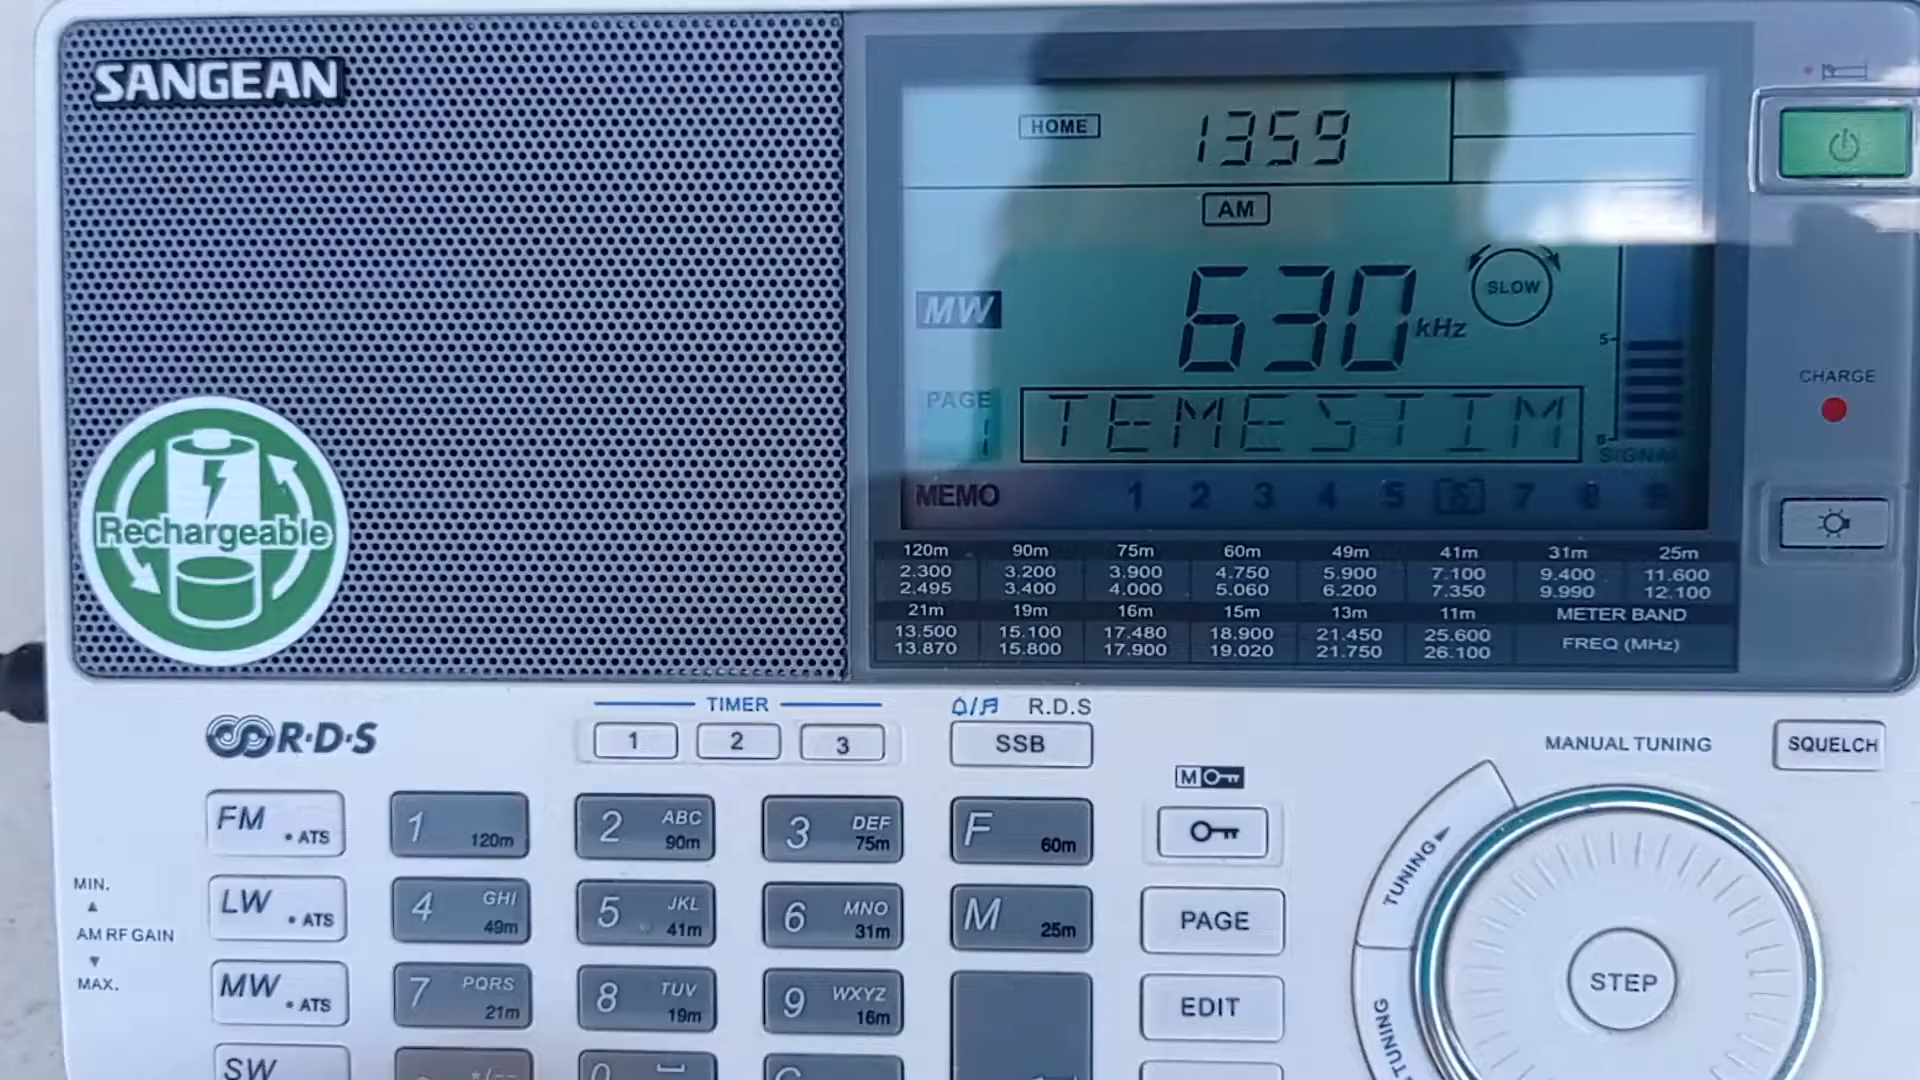 SANGEAN
HOME 1359
AM
MW 630 kHz SLOW
5
PAGE
1 TEMESTIM
0
SIGNAL
MEMO 1 2 3 4 5 6 7 8 9
120m 90m 75m 60m 49m 41m 31m 25m
2.300 3.200 3.900 4.750 5.900 7.100 9.400 11.600
2.495 3.400 4.000 5.060 6.200 7.350 9.990 12.100
21m 19m 16m 15m 13m 11m METER BAND
13.500 15.100 17.480 18.900 21.450 25.600 FREQ (MHz)
13.870 15.800 17.900 19.020 21.750 26.100
CHARGE
Rechargeable
R·D·S
TIMER
1 2 3
R.D.S
SSB
MANUAL TUNING
SQUELCH
M
FM • ATS
1 120m
2 ABC 90m
3 DEF 75m
F 60m
LW • ATS
4 GHI 49m
5 JKL 41m
6 MNO 31m
M 25m
PAGE
MW • ATS
7 PQRS 21m
8 TUV 19m
9 WXYZ 16m
EDIT
SW
0
MIN.
AM RF GAIN
MAX.
TUNING
TUNING
STEP